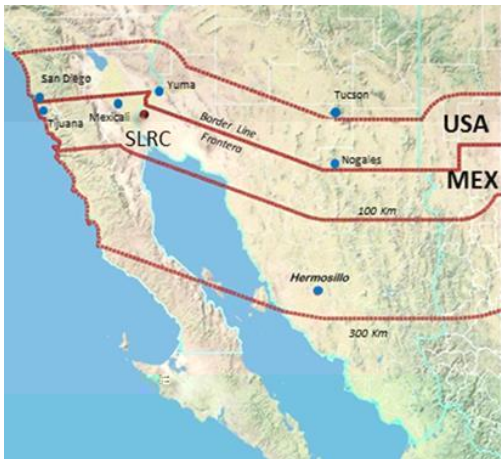 San Diego
Yuma
Tucson
Tijuana
Mexicali
SLRC
Border Line
Frontera
USA
Nogales
MEX
100 Km
Hermosillo
300 Km